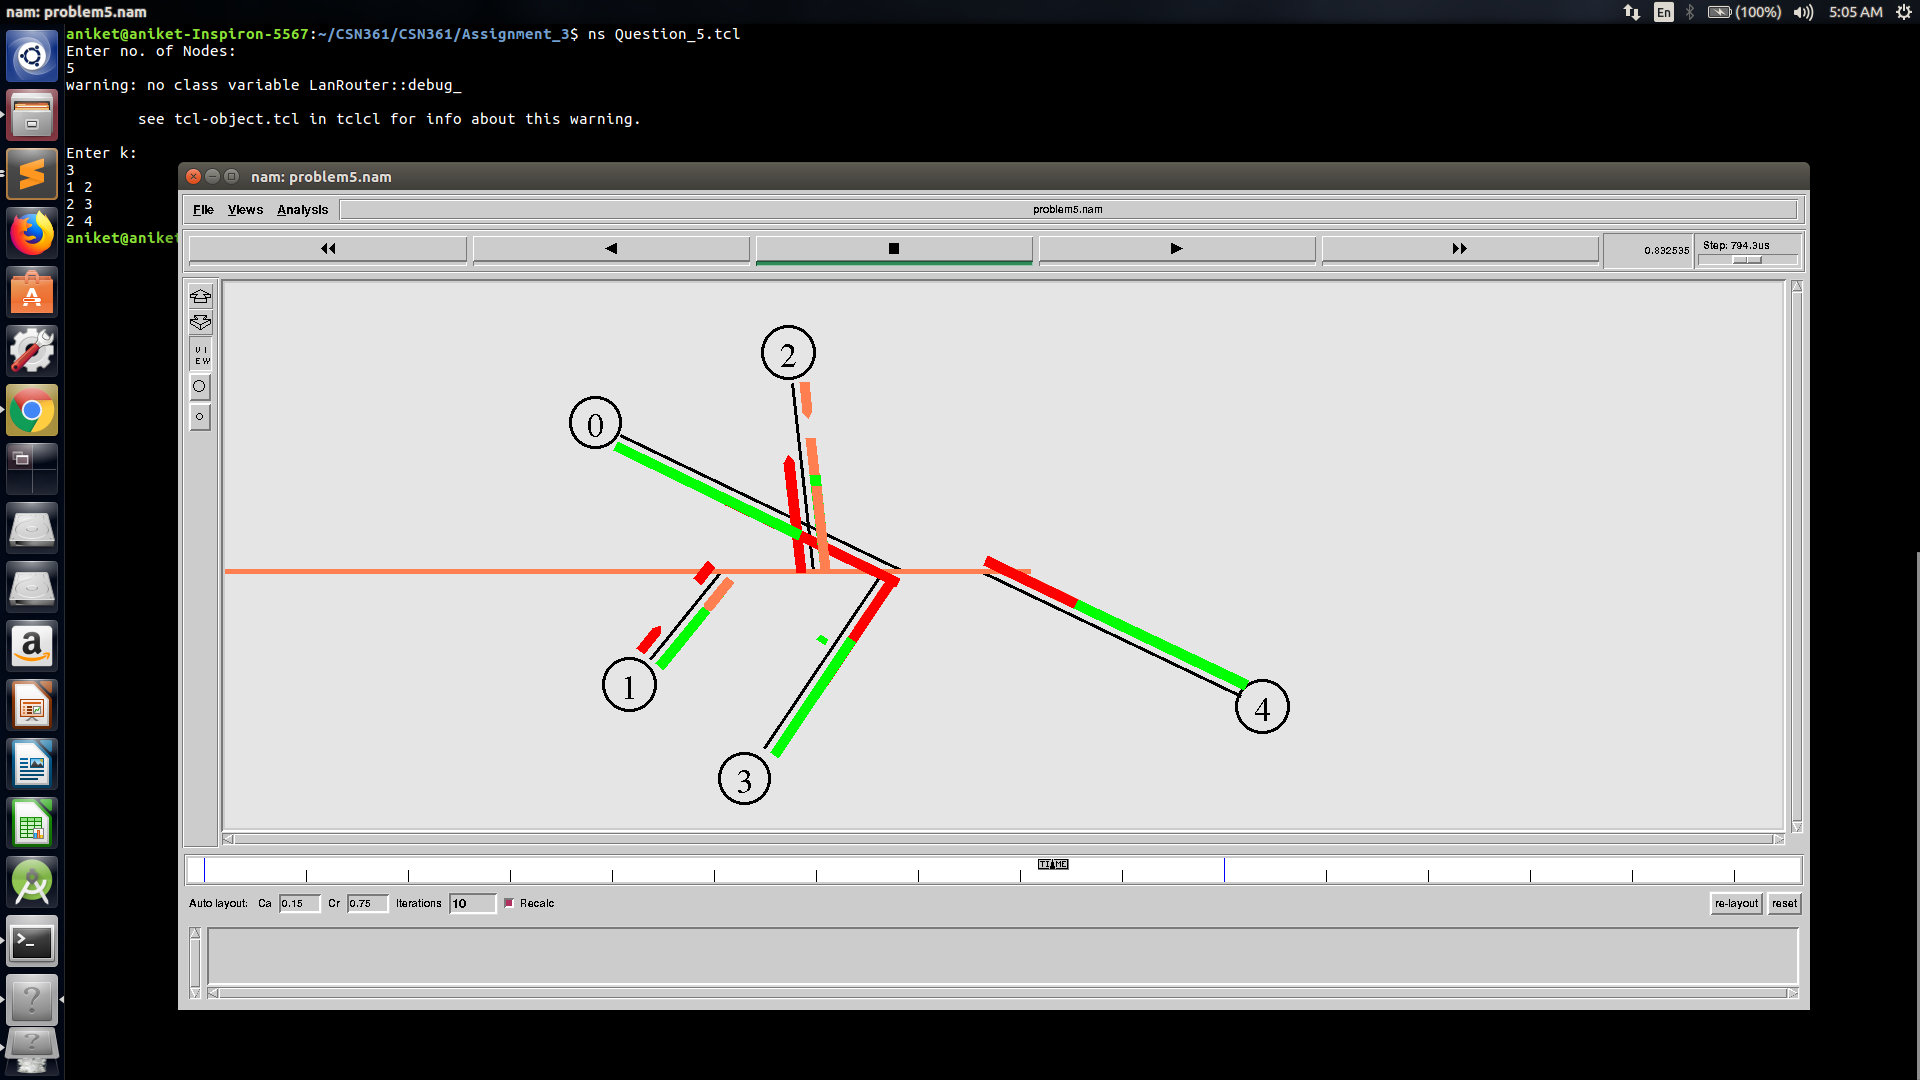 nam: problem5.nam
En
(100%)
5:05 AM
aniket@aniket-Inspiron-5567:~/CSN361/CSN361/Assignment_3$ ns Question_5.tcl
Enter no. of Nodes:
5
warning: no class variable LanRouter::debug_
see tcl-object.tcl in tclcl for info about this warning.
Enter k:
3
1 2
2 3
2 4
aniket@aniket
nam: problem5.nam
File Views Analysis
problem5.nam
0.832535
Step: 794.3us
VIEW
2
0
1
4
3
TIME
Auto layout: Ca 0.15 Cr 0.75 Iterations 10 Recalc
re-layout reset